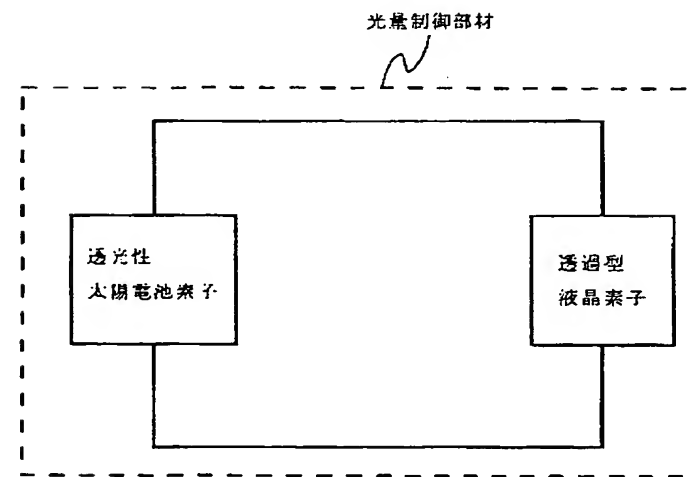 光量制御部材
透光性
太陽電池素子
透過型
液晶素子